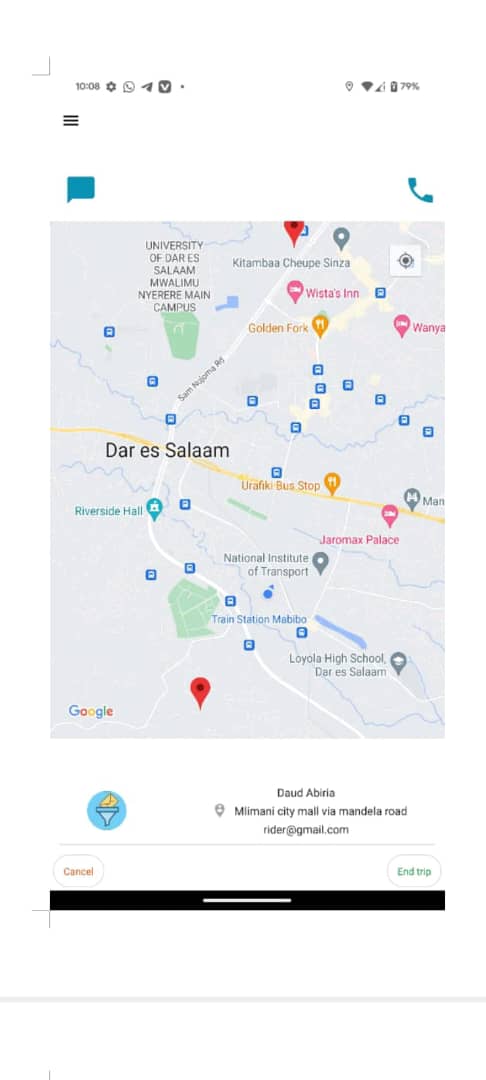 10:08
79%
UNIVERSITY
OF DAR ES
SALAAM
MWALIMU
NYERERE MAIN
CAMPUS
Kitambaa Cheupe Sinza
Wista's Inn
Golden Fork
Wanya
Sam Nujoma Rd
Dar es Salaam
Urafiki Bus Stop
Man
Riverside Hall
Jaromax Palace
National Institute
of Transport
Train Station Mabibo
Loyola High School,
Dar es Salaam
Google
Daud Abiria
Mlimani city mall via mandela road
rider@gmail.com
Cancel
End trip